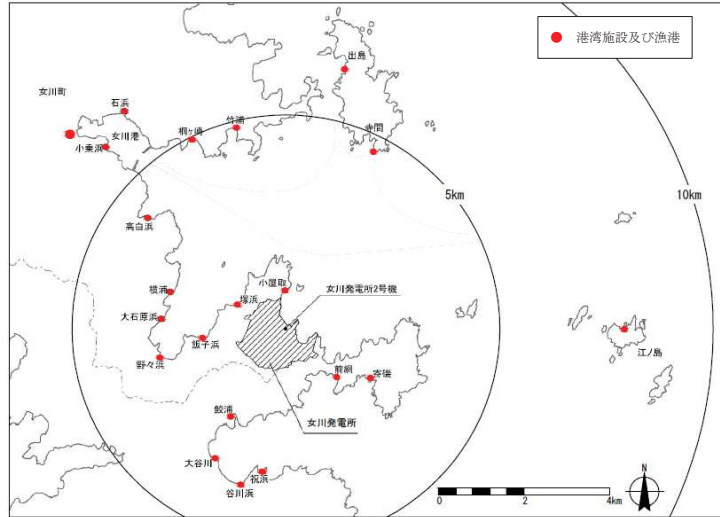 港湾施設及び漁港
出島
女川町
石浜
竹浦
桐ヶ崎
寺間
女川港
小乗浜
5km
10km
高白浜
小屋取
横浦
女川発電所2号機
塚浜
大石原浜
飯子浜
江ノ島
野々浜
前網
寄磯
鮫浦
女川発電所
大谷川
祝浜
谷川浜
N
0
2
4km